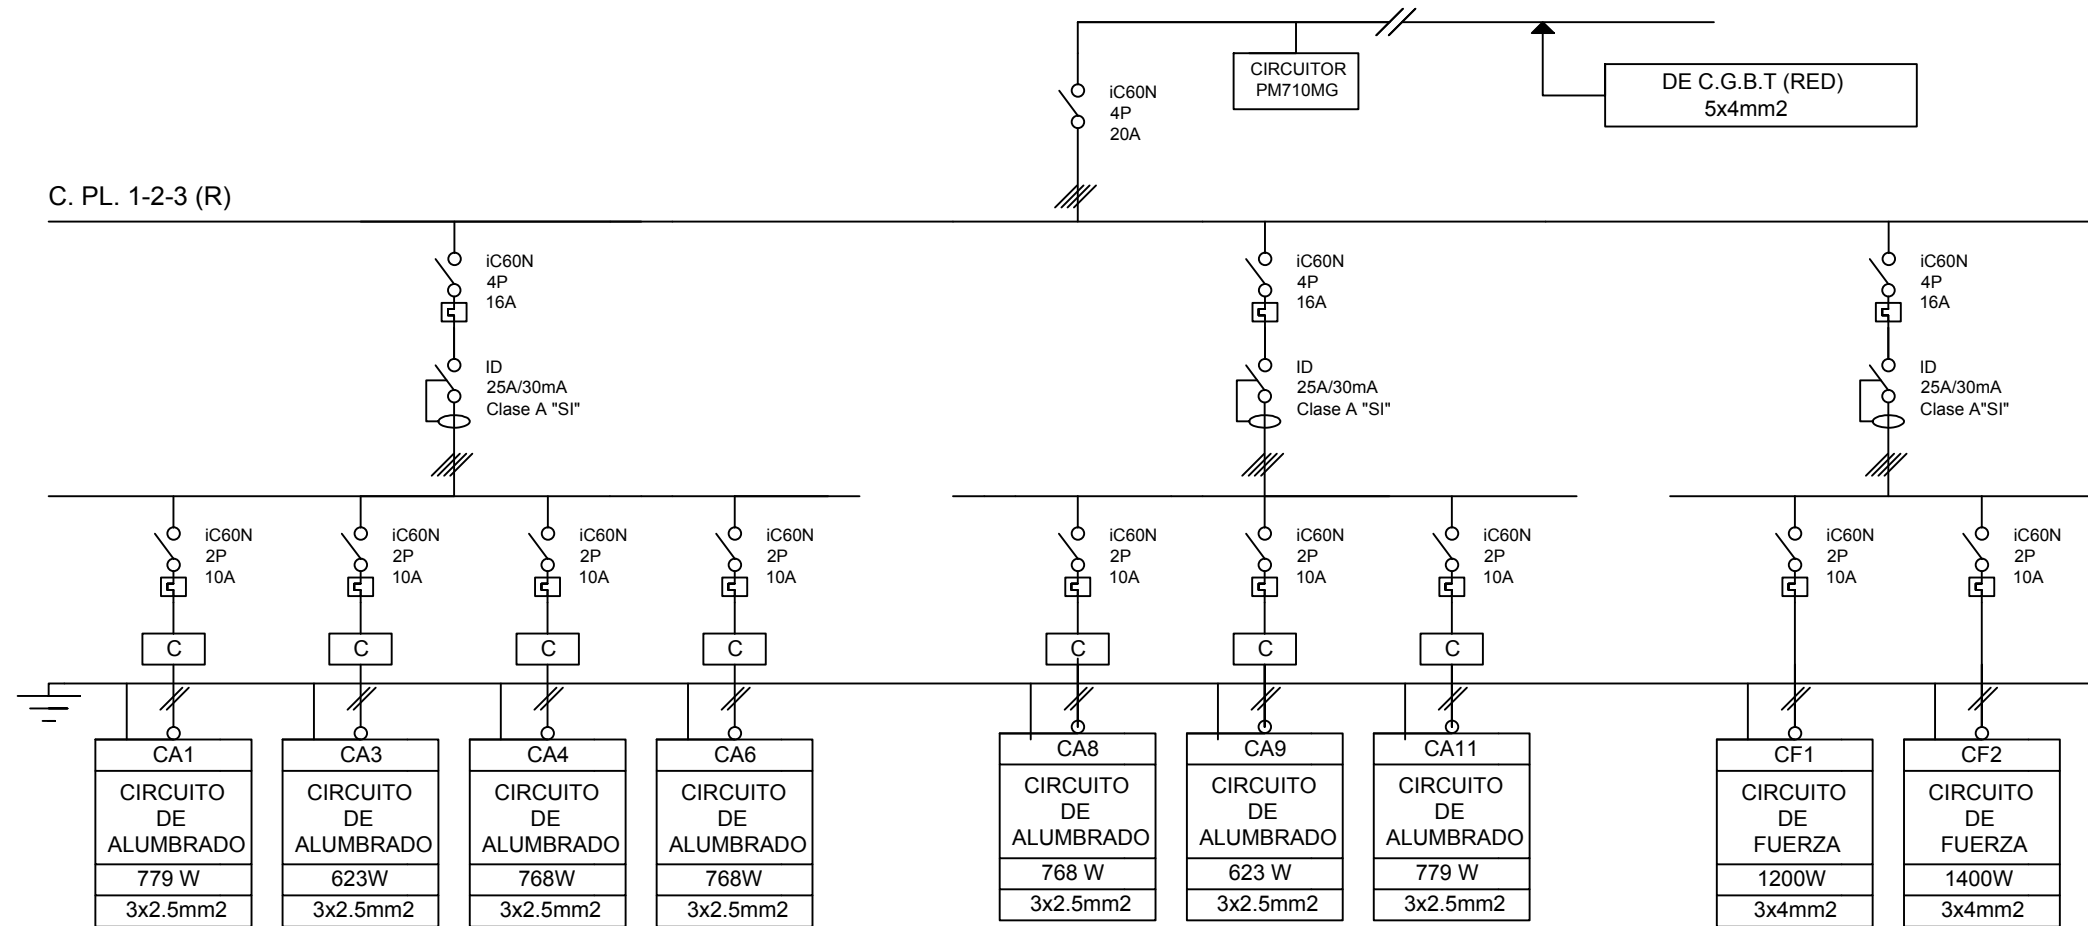 CIRCUITOR
PM710MG
DE C.G.B.T (RED)
5x4mm2
iC60N
4P
20A
C. PL. 1-2-3 (R)
iC60N
4P
16A
ID
25A/30mA
Clase A "SI"
iC60N
4P
16A
ID
25A/30mA
Clase A "SI"
iC60N
4P
16A
ID
25A/30mA
Clase A"SI"
iC60N
2P
10A
C
iC60N
2P
10A
C
iC60N
2P
10A
C
iC60N
2P
10A
C
iC60N
2P
10A
C
iC60N
2P
10A
C
iC60N
2P
10A
C
iC60N
2P
10A
iC60N
2P
10A
CA1
CIRCUITO
DE
ALUMBRADO
779 W
3x2.5mm2
CA3
CIRCUITO
DE
ALUMBRADO
623W
3x2.5mm2
CA4
CIRCUITO
DE
ALUMBRADO
768W
3x2.5mm2
CA6
CIRCUITO
DE
ALUMBRADO
768W
3x2.5mm2
CA8
CIRCUITO
DE
ALUMBRADO
768 W
3x2.5mm2
CA9
CIRCUITO
DE
ALUMBRADO
623 W
3x2.5mm2
CA11
CIRCUITO
DE
ALUMBRADO
779 W
3x2.5mm2
CF1
CIRCUITO
DE
FUERZA
1200W
3x4mm2
CF2
CIRCUITO
DE
FUERZA
1400W
3x4mm2